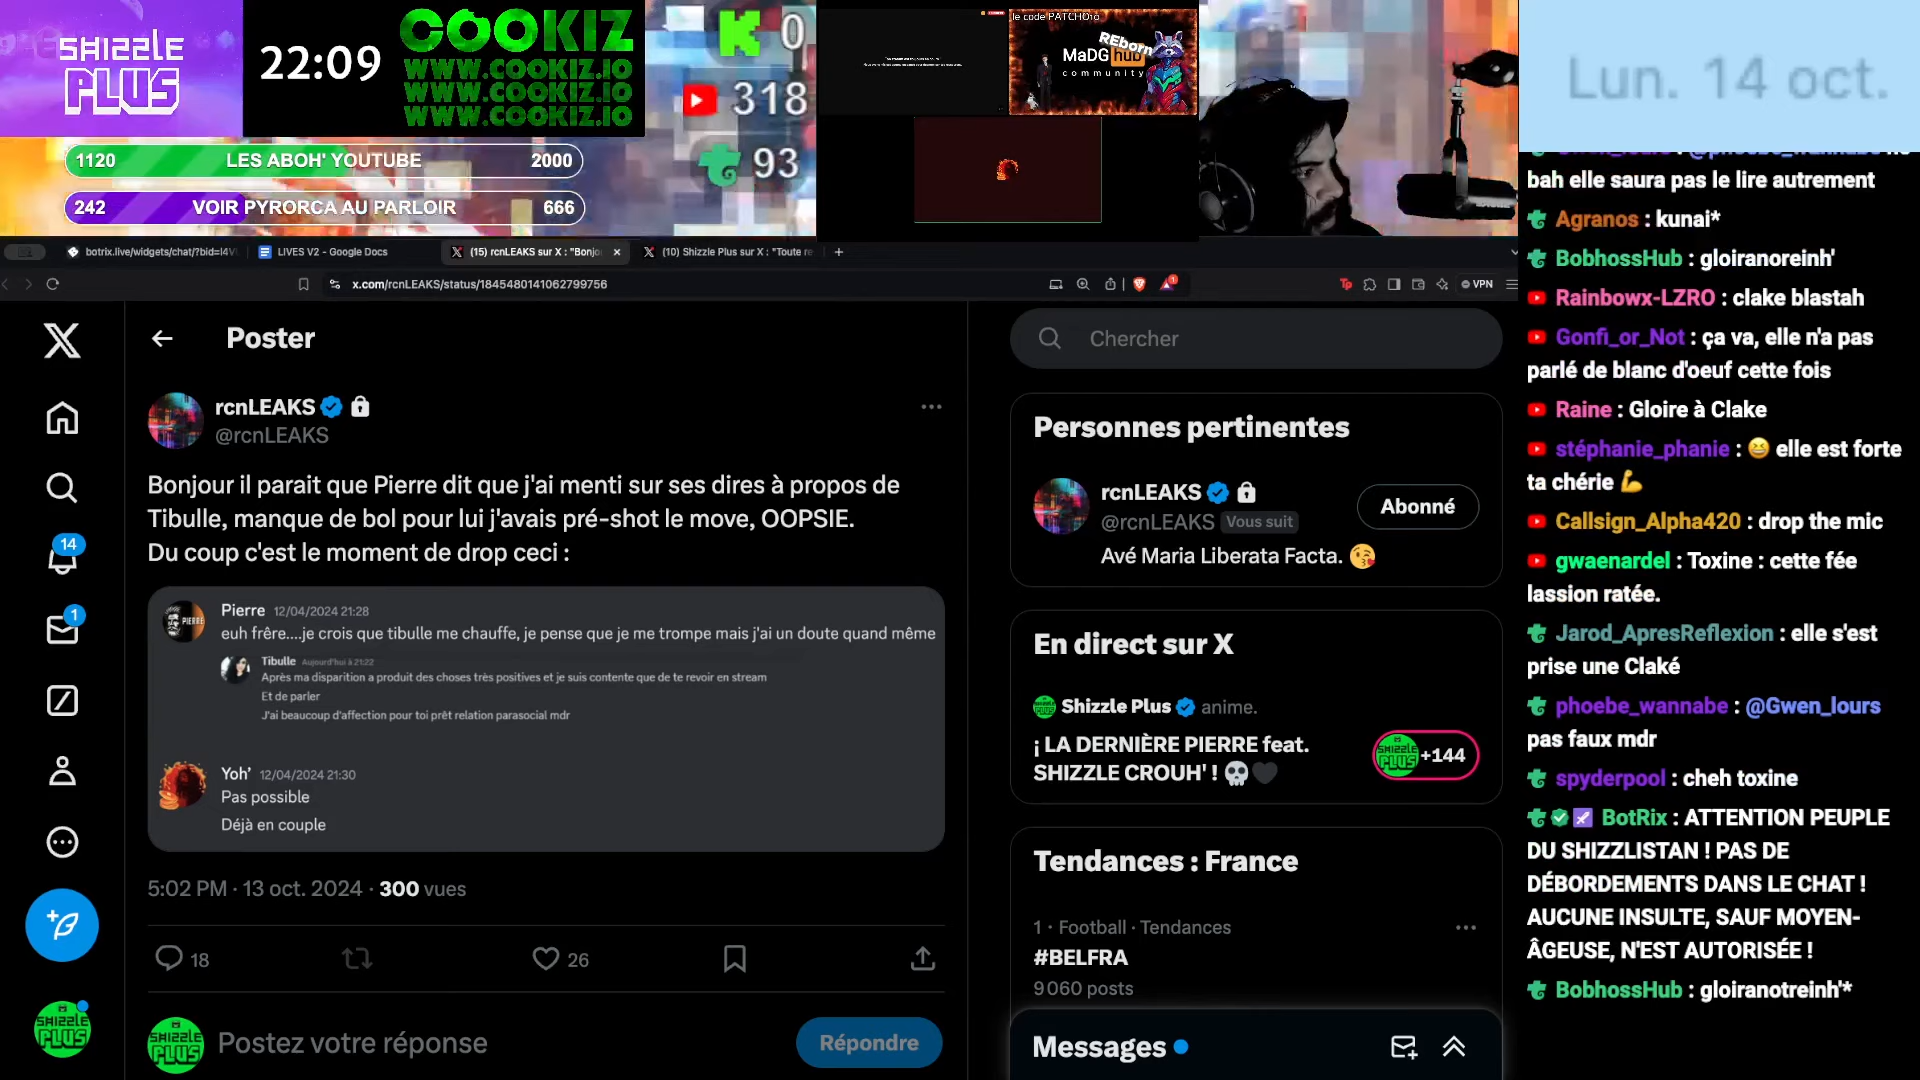 SHIZZLE
PLUS
22:09
COOKIZ
WWW.COOKIZ.IO
WWW.COOKIZ.IO
WWW.COOKIZ.IO
0
318
93
1120 LES ABOH' YOUTUBE 2000
242 VOIR PYRORCA AU PARLOIR 666
le code PATCHO10
REborn
MaDG hub
community
Lun. 14 oct.
botrix.live/widgets/chat/?bid=I4V
LIVES V2 - Google Docs
(15) rcnLEAKS sur X : "Bonjo
(10) Shizzle Plus sur X : "Toute re
x.com/rcnLEAKS/status/1845480141062799756
VPN
Poster
rcnLEAKS
@rcnLEAKS
Bonjour il parait que Pierre dit que j'ai menti sur ses dires à propos de
Tibulle, manque de bol pour lui j'avais pré-shot le move, OOPSIE.
Du coup c'est le moment de drop ceci :
Pierre 12/04/2024 21:28
euh frêre....je crois que tibulle me chauffe, je pense que je me trompe mais j'ai un doute quand même
Tibulle Aujourd'hui à 21:22
Après ma disparition a produit des choses très positives et je suis contente que de te revoir en stream
Et de parler
J'ai beaucoup d'affection pour toi prêt relation parasocial mdr
Yoh' 12/04/2024 21:30
Pas possible
Déjà en couple
5:02 PM · 13 oct. 2024 · 300 vues
18
26
Postez votre réponse
Répondre
14
1
Chercher
Personnes pertinentes
rcnLEAKS
@rcnLEAKS Vous suit
Abonné
Avé Maria Liberata Facta. 😘
En direct sur X
Shizzle Plus anime.
¡ LA DERNIÈRE PIERRE feat.
SHIZZLE CROUH' ! 💀🖤
+144
Tendances : France
1 · Football · Tendances
#BELFRA
9 060 posts
Messages
bah elle saura pas le lire autrement
Agranos : kunai*
BobhossHub : gloiranoreinh'
Rainbowx-LZRO : clake blastah
Gonfi_or_Not : ça va, elle n'a pas
parlé de blanc d'oeuf cette fois
Raine : Gloire à Clake
stéphanie_phanie : 😆 elle est forte
ta chérie 💪
Callsign_Alpha420 : drop the mic
gwaenardel : Toxine : cette fée
lassion ratée.
Jarod_ApresReflexion : elle s'est
prise une Claké
phoebe_wannabe : @Gwen_lours
pas faux mdr
spyderpool : cheh toxine
BotRix : ATTENTION PEUPLE
DU SHIZZLISTAN ! PAS DE
DÉBORDEMENTS DANS LE CHAT !
AUCUNE INSULTE, SAUF MOYEN-
ÂGEUSE, N'EST AUTORISÉE !
BobhossHub : gloiranotreinh'*